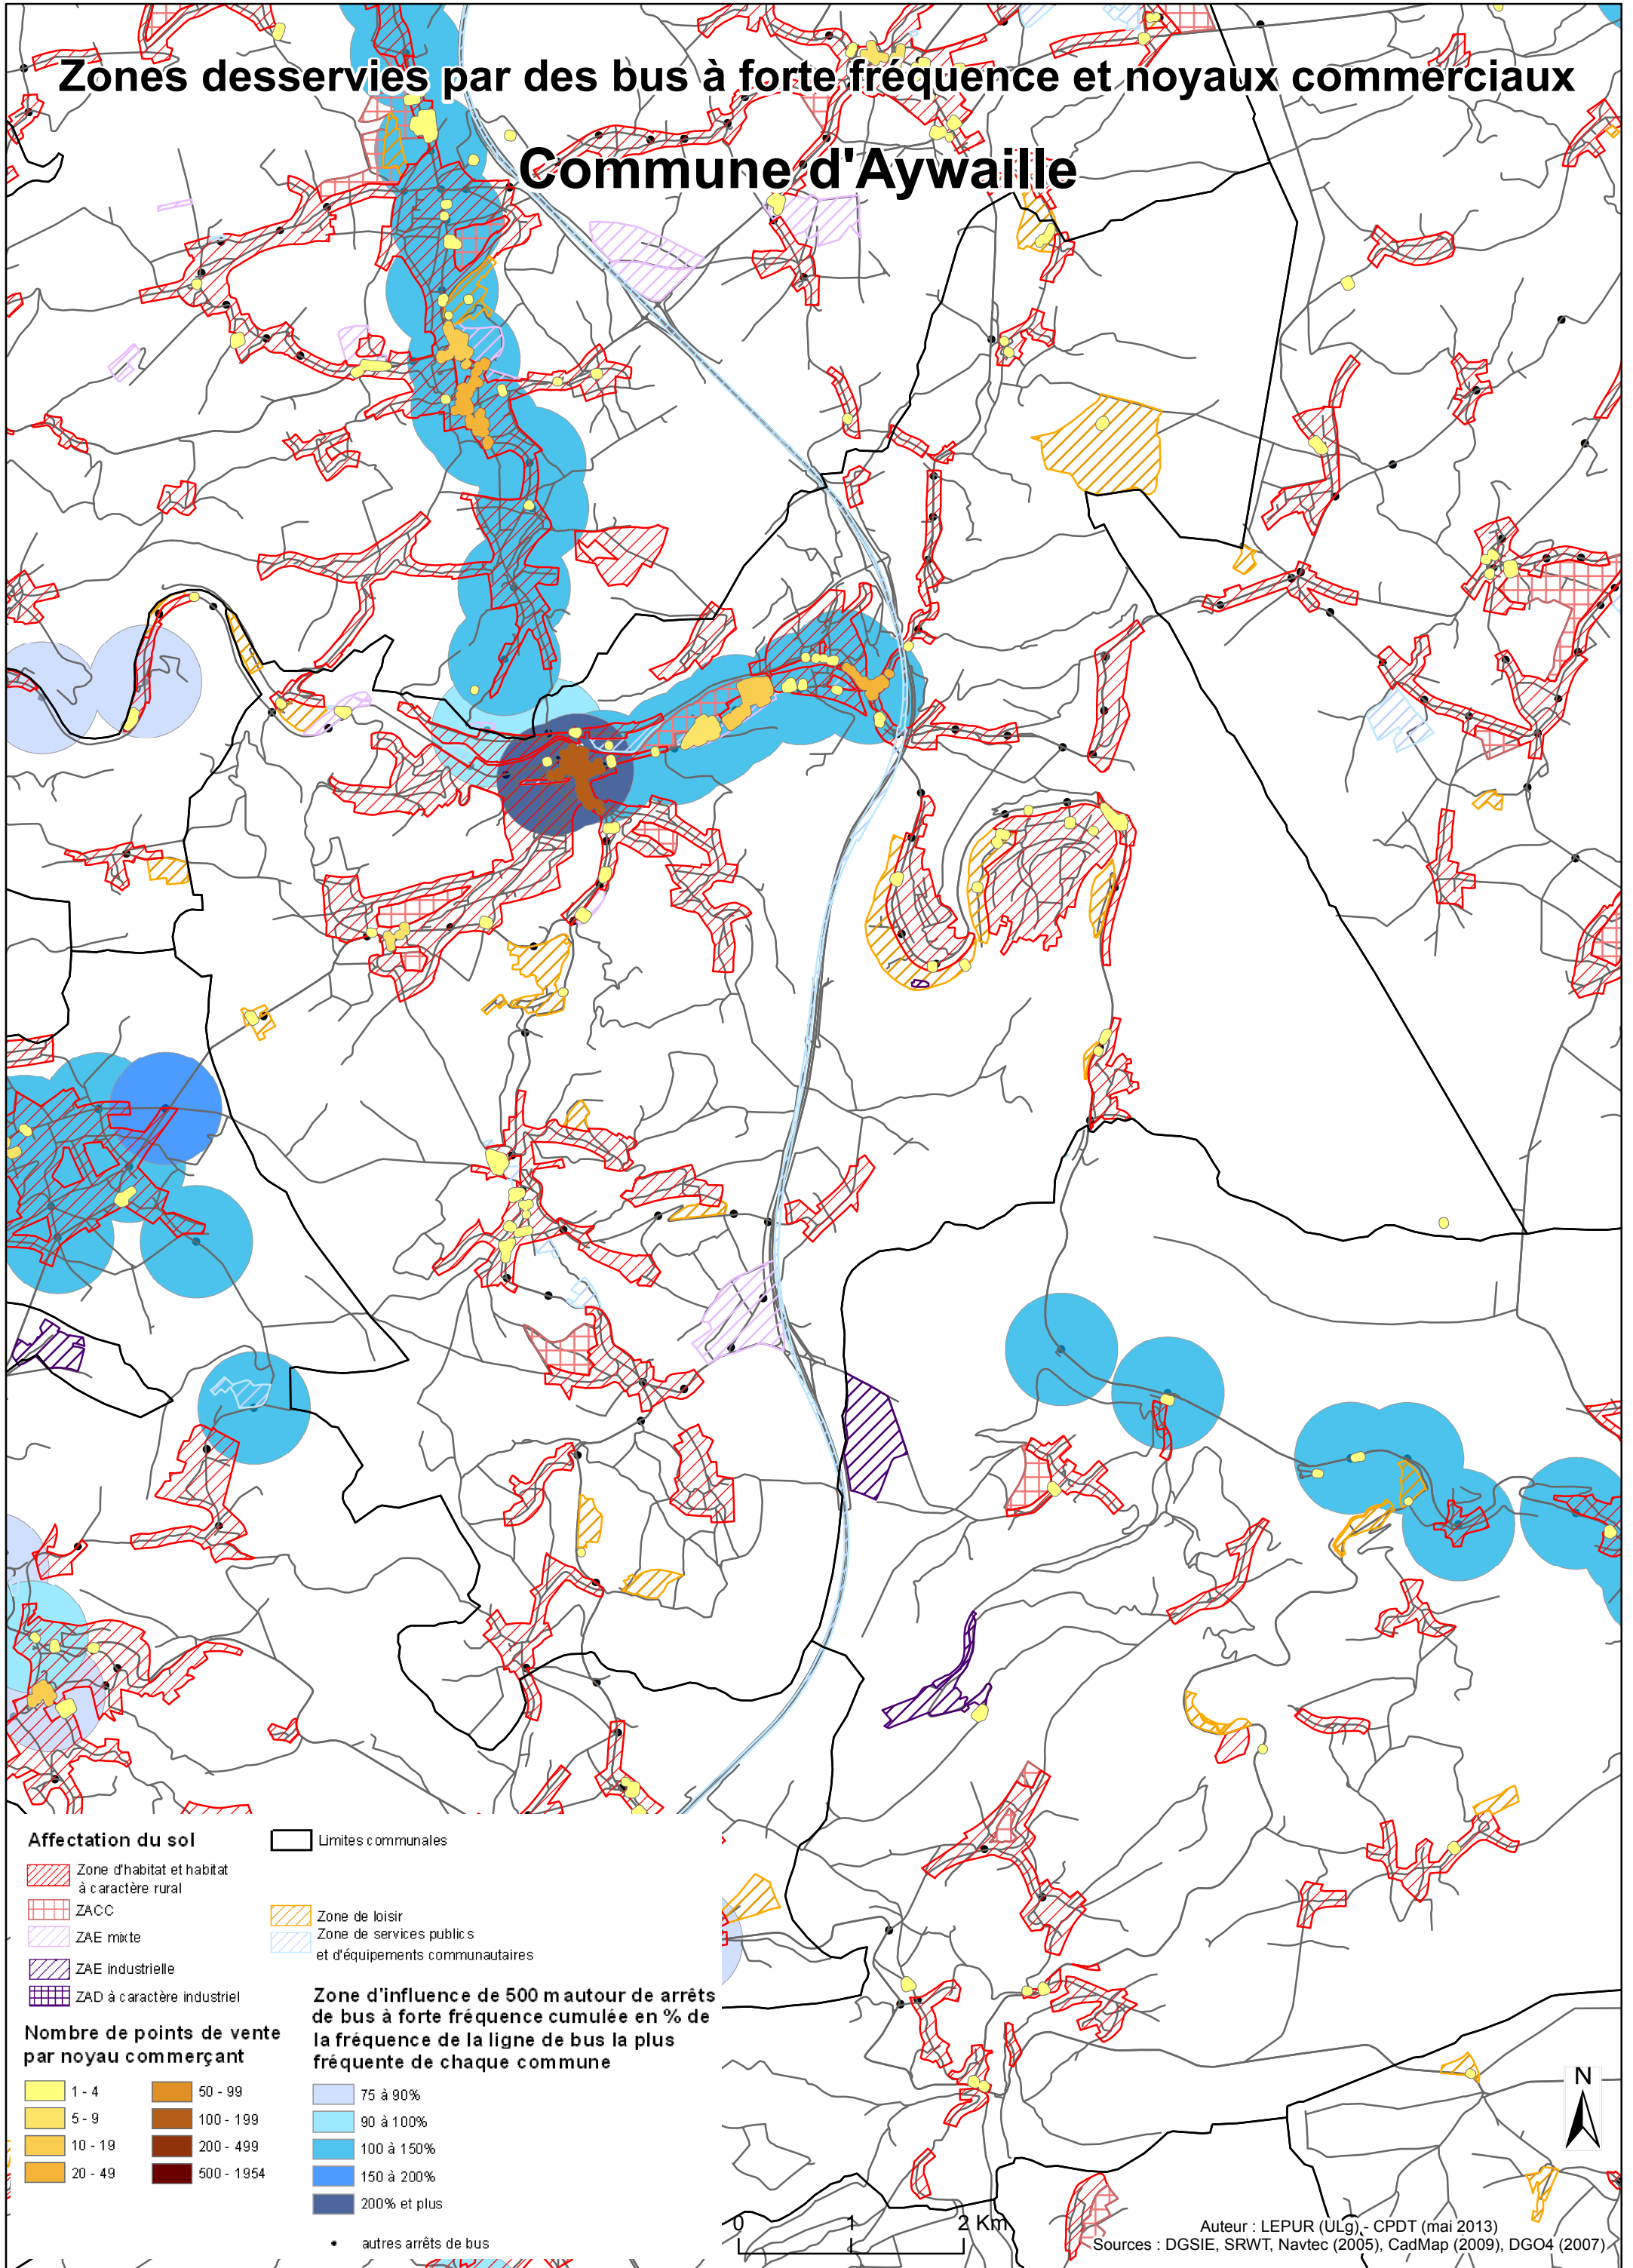 Zones desservies par des bus à forte fréquence et noyaux commerciaux
Commune d'Aywaille
Affectation du sol
Zone d'habitat et habitat
à caractère rural
ZACC
ZAE mixte
ZAE industrielle
ZAD à caractère industriel
Limites communales
Zone de loisir
Zone de services publics
et d'équipements communautaires
Nombre de points de vente
par noyau commerçant
1 - 4
5 - 9
10 - 19
20 - 49
50 - 99
100 - 199
200 - 499
500 - 1954
Zone d'influence de 500 m autour de arrêts
de bus à forte fréquence cumulée en % de
la fréquence de la ligne de bus la plus
fréquente de chaque commune
75 à 90%
90 à 100%
100 à 150%
150 à 200%
200% et plus
autres arrêts de bus
N
0 1 2 Km
Auteur : LEPUR (ULg) - CPDT (mai 2013)
Sources : DGSIE, SRWT, Navtec (2005), CadMap (2009), DGO4 (2007)